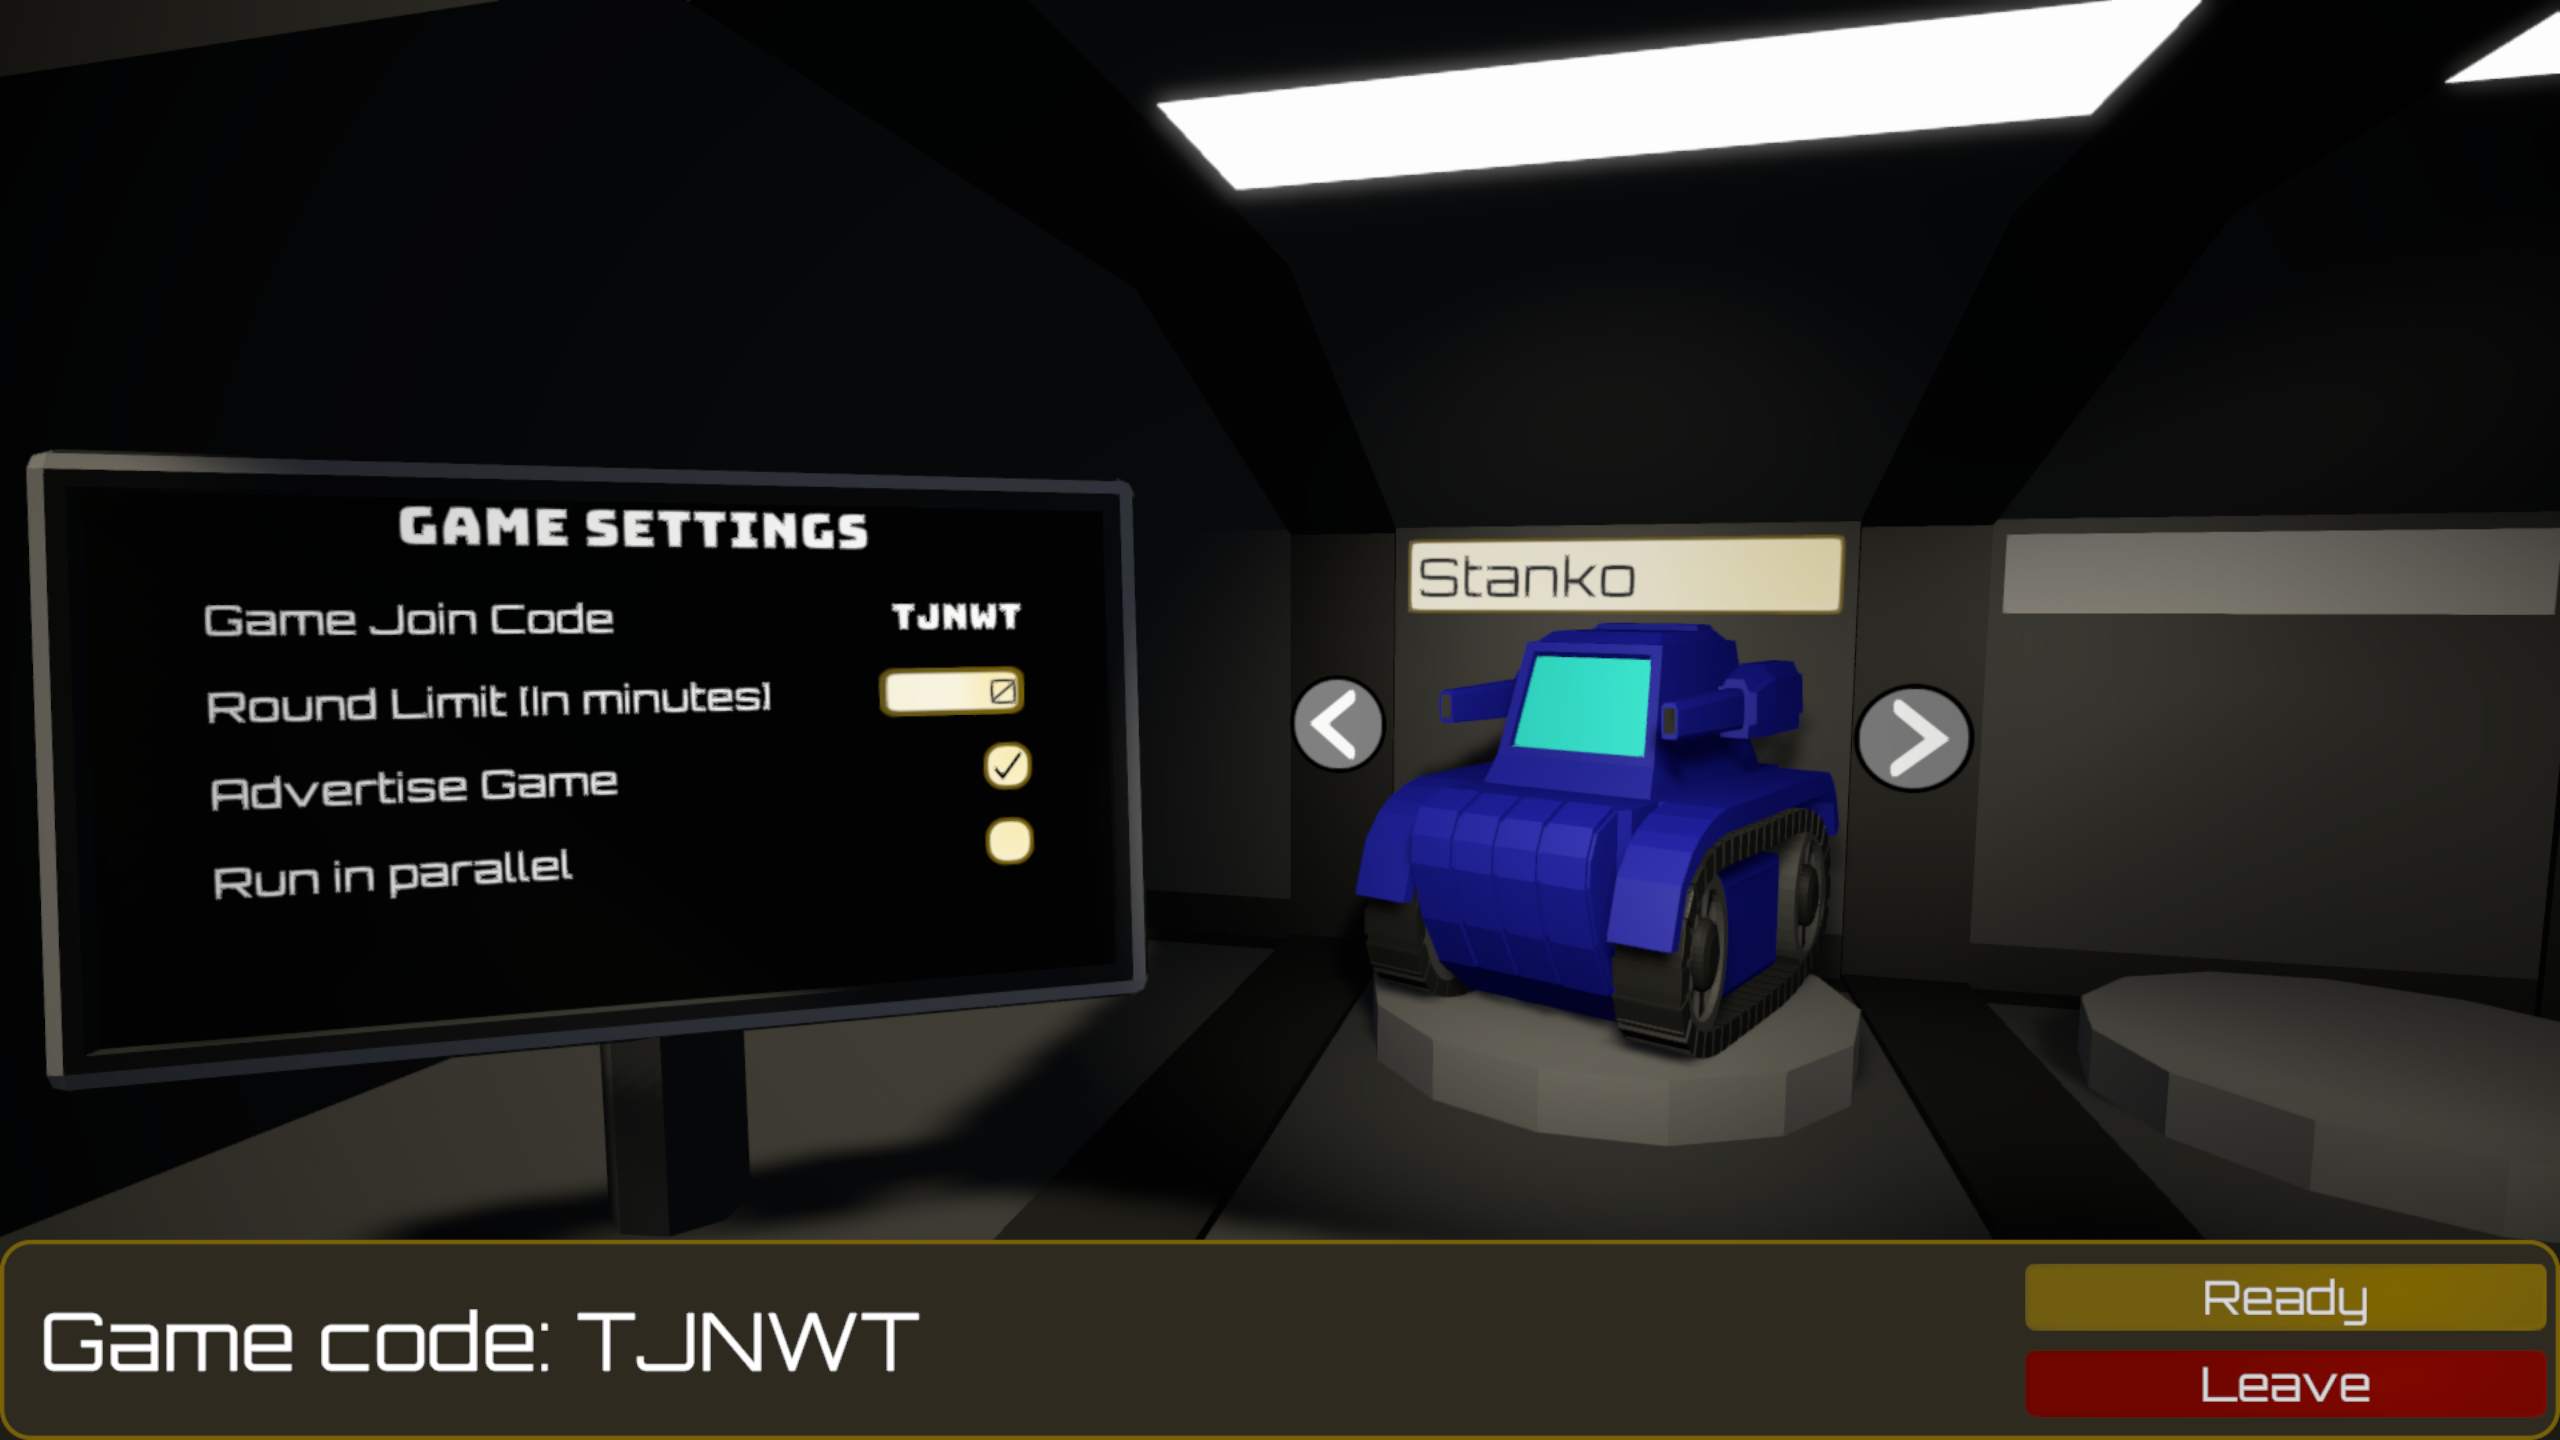 GAME SETTINGS
Game Join Code
TJNWT
Round Limit [In minutes]
0
Advertise Game
Run in parallel
Stanko
Game code: TJNWT
Ready
Leave